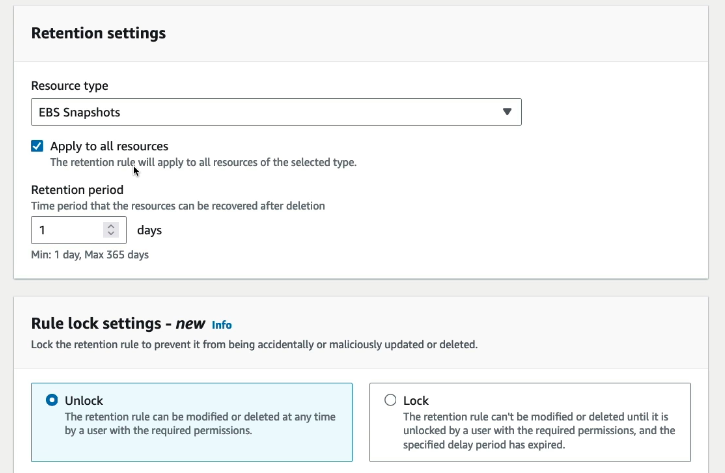 Retention settings
Resource type
EBS Snapshots
Apply to all resources
The retention rule will apply to all resources of the selected type.
Retention period
Time period that the resources can be recovered after deletion
1 days
Min: 1 day, Max 365 days
Rule lock settings - new Info
Lock the retention rule to prevent it from being accidentally or maliciously updated or deleted.
Unlock
The retention rule can be modified or deleted at any time
by a user with the required permissions.
Lock
The retention rule can't be modified or deleted until it is
unlocked by a user with the required permissions, and the
specified delay period has expired.